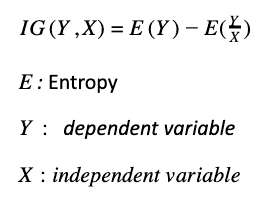 IG(Y,X) = E(Y) − E(Y/X)
E : Entropy
Y : dependent variable
X : independent variable